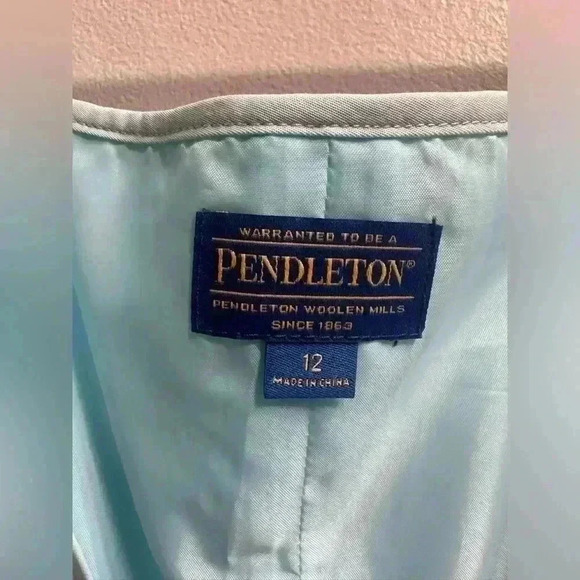 WARRANTED TO BE A
PENDLETON®
PENDLETON WOOLEN MILLS
SINCE 1863
12
MADE IN CHINA